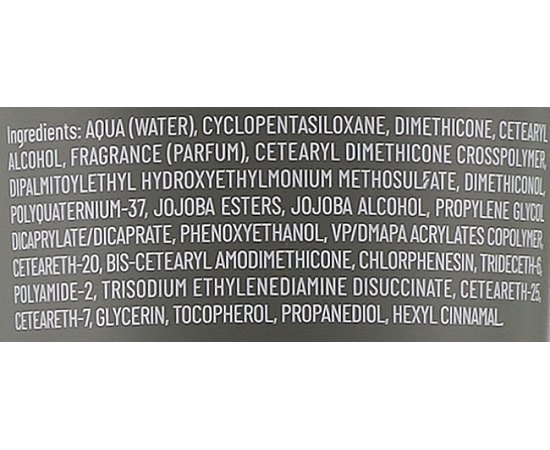 Ingredients: AQUA (WATER), CYCLOPENTASILOXANE, DIMETHICONE, CETEARYL
ALCOHOL, FRAGRANCE (PARFUM), CETEARYL DIMETHICONE CROSSPOLYMER,
DIPALMITOYLETHYL HYDROXYETHYLMONIUM METHOSULFATE, DIMETHICONOL,
POLYQUATERNIUM-37, JOJOBA ESTERS, JOJOBA ALCOHOL, PROPYLENE GLYCOL
DICAPRYLATE/DICAPRATE, PHENOXYETHANOL, VP/DMAPA ACRYLATES COPOLYMER,
CETEARETH-20, BIS-CETEARYL AMODIMETHICONE, CHLORPHENESIN, TRIDECETH-6,
POLYAMIDE-2, TRISODIUM ETHYLENEDIAMINE DISUCCINATE, CETEARETH-25,
CETEARETH-7, GLYCERIN, TOCOPHEROL, PROPANEDIOL, HEXYL CINNAMAL.